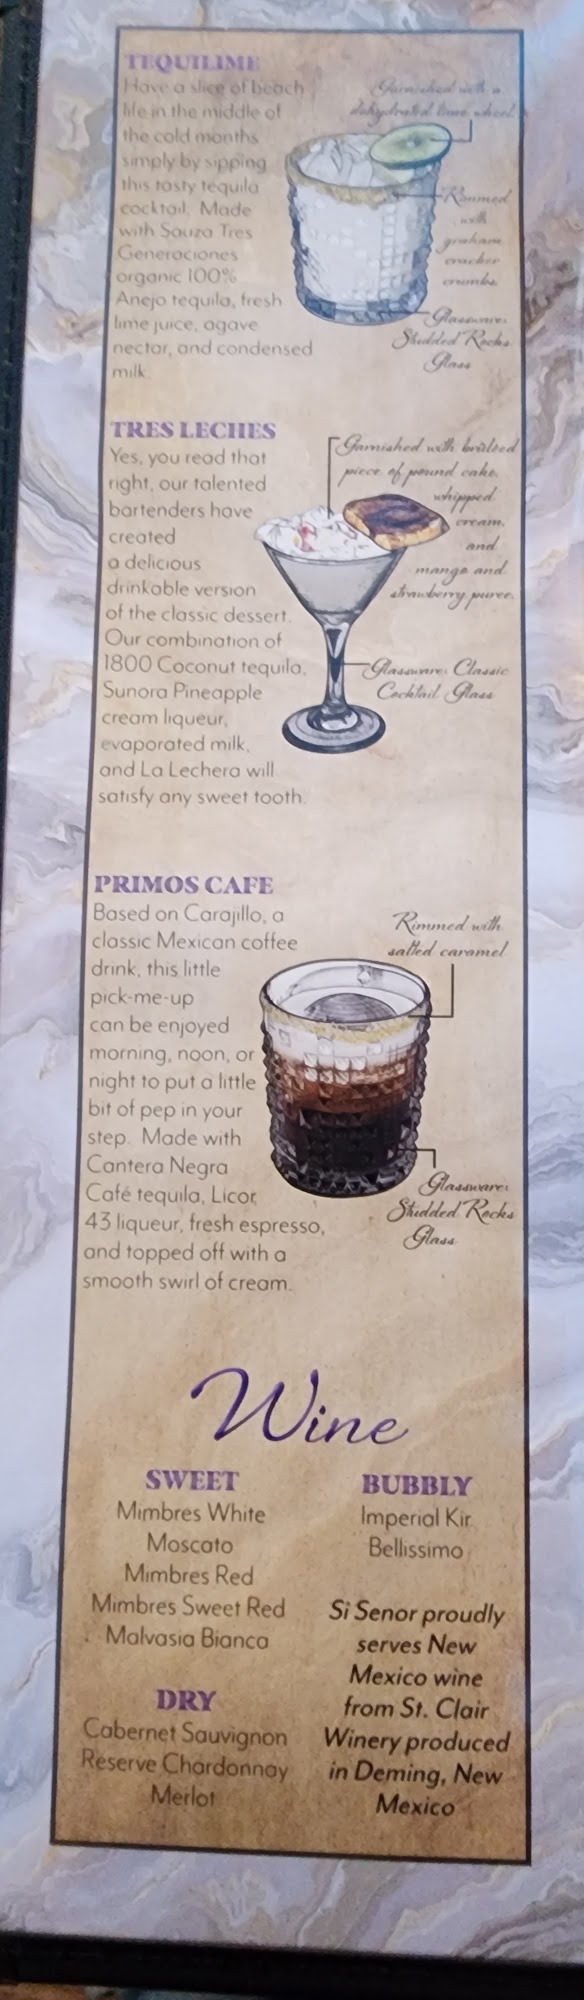 TEQUILIME
Have a slice of beach
life in the middle of
the cold months
simply by sipping
this tasty tequila
cocktail. Made
with Sauza Tres
Generaciones
organic 100%
Anejo tequila, fresh
lime juice, agave
nectar, and condensed
milk.
Garnished with a
dehydrated lime wheel
Rimmed
with
graham
cracker
crumbs.
Glassware:
Studded Rocks
Glass
TRES LECHES
Yes, you read that
right, our talented
bartenders have
created
a delicious
drinkable version
of the classic dessert.
Our combination of
1800 Coconut tequila,
Sunora Pineapple
cream liqueur,
evaporated milk,
and La Lechera will
satisfy any sweet tooth.
Garnished with bruleed
piece of pound cake,
whipped
cream,
and
mango and
strawberry puree.
Glassware: Classic
Cocktail Glass
PRIMOS CAFE
Based on Carajillo, a
classic Mexican coffee
drink, this little
pick-me-up
can be enjoyed
morning, noon, or
night to put a little
bit of pep in your
step. Made with
Cantera Negra
Café tequila, Licor
43 liqueur, fresh espresso,
and topped off with a
smooth swirl of cream.
Rimmed with
salted caramel
Glassware:
Studded Rocks
Glass
Wine
SWEET
Mimbres White
Moscato
Mimbres Red
Mimbres Sweet Red
Malvasia Bianca
DRY
Cabernet Sauvignon
Reserve Chardonnay
Merlot
BUBBLY
Imperial Kir
Bellissimo
Si Senor proudly
serves New
Mexico wine
from St. Clair
Winery produced
in Deming, New
Mexico